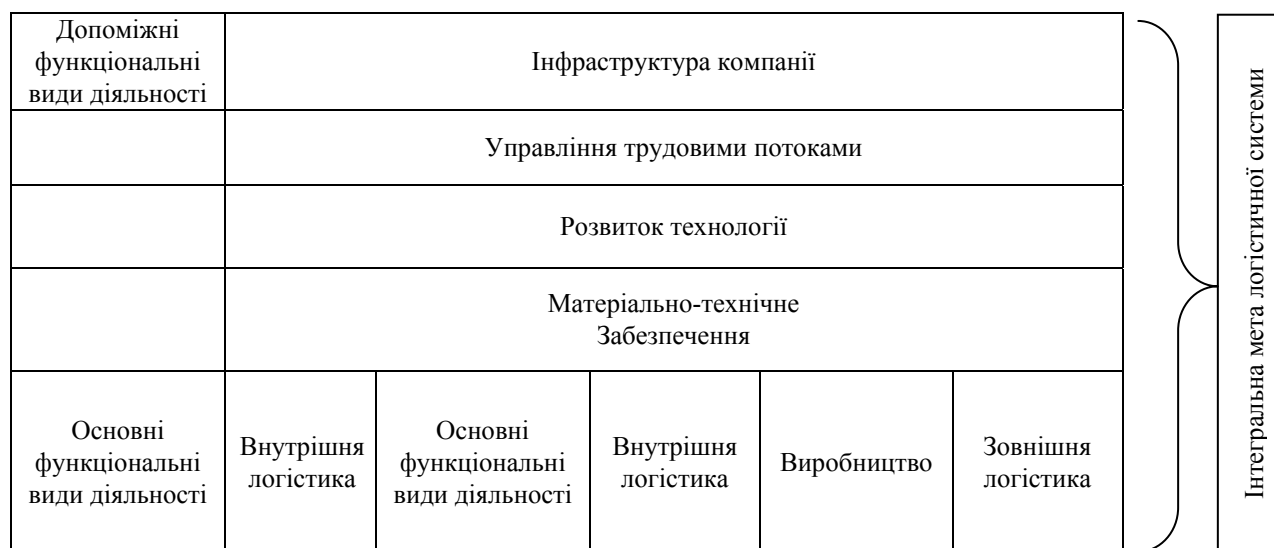 Допоміжні
функціональні
види діяльності
Інфраструктура компанії
Управління трудовими потоками
Розвиток технології
Матеріально-технічне
Забезпечення
Основні
функціональні
види діяльності
Внутрішня
логістика
Основні
функціональні
види діяльності
Внутрішня
логістика
Виробництво
Зовнішня
логістика
Інтегральна мета логістичної системи